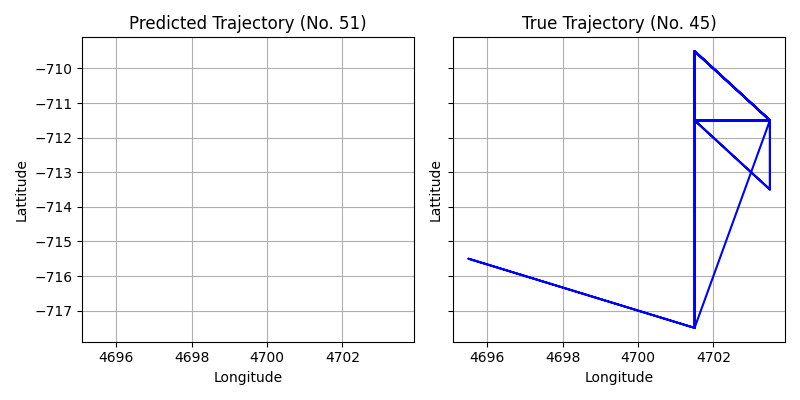 Predicted Trajectory (No. 51)
True Trajectory (No. 45)
Lattitude
−710
−711
−712
−713
−714
−715
−716
−717
4696
4698
4700
4702
Longitude
Lattitude
4696
4698
4700
4702
Longitude